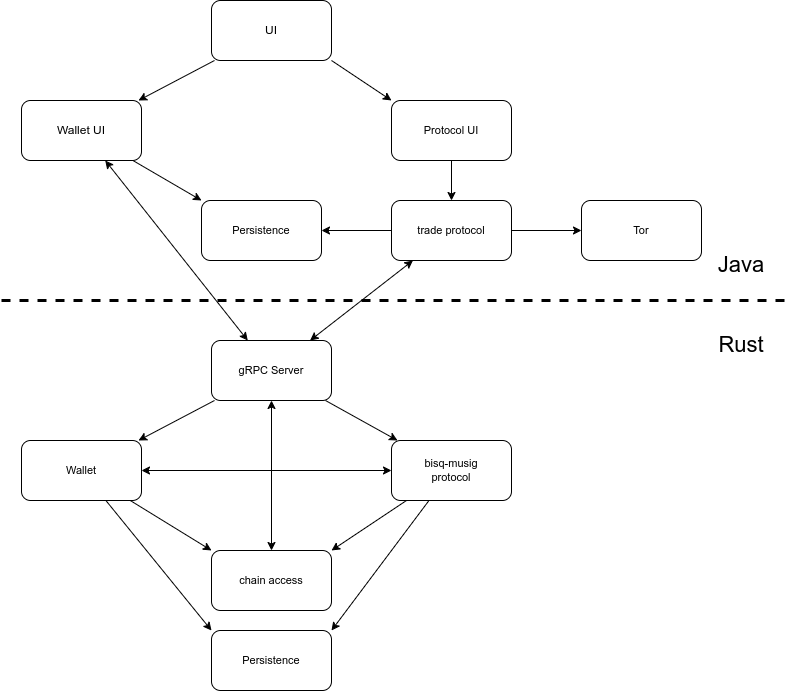 UI
Wallet UI
Protocol UI
Persistence
trade protocol
Tor
Java
Rust
gRPC Server
Wallet
bisq-musig
protocol
chain access
Persistence